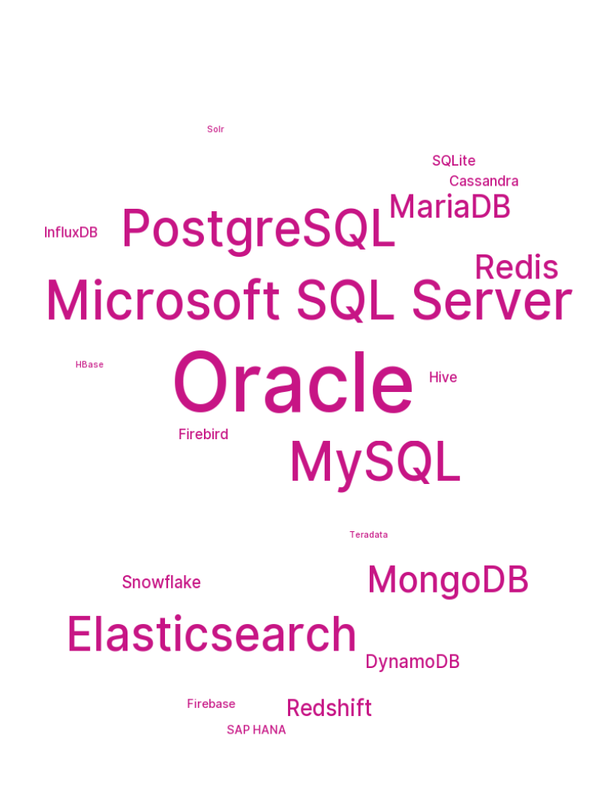 Solr
SQLite
Cassandra
MariaDB
PostgreSQL
InfluxDB
Redis
Microsoft SQL Server
HBase
Oracle
Hive
Firebird
MySQL
Teradata
MongoDB
Snowflake
Elasticsearch
DynamoDB
Firebase
Redshift
SAP HANA